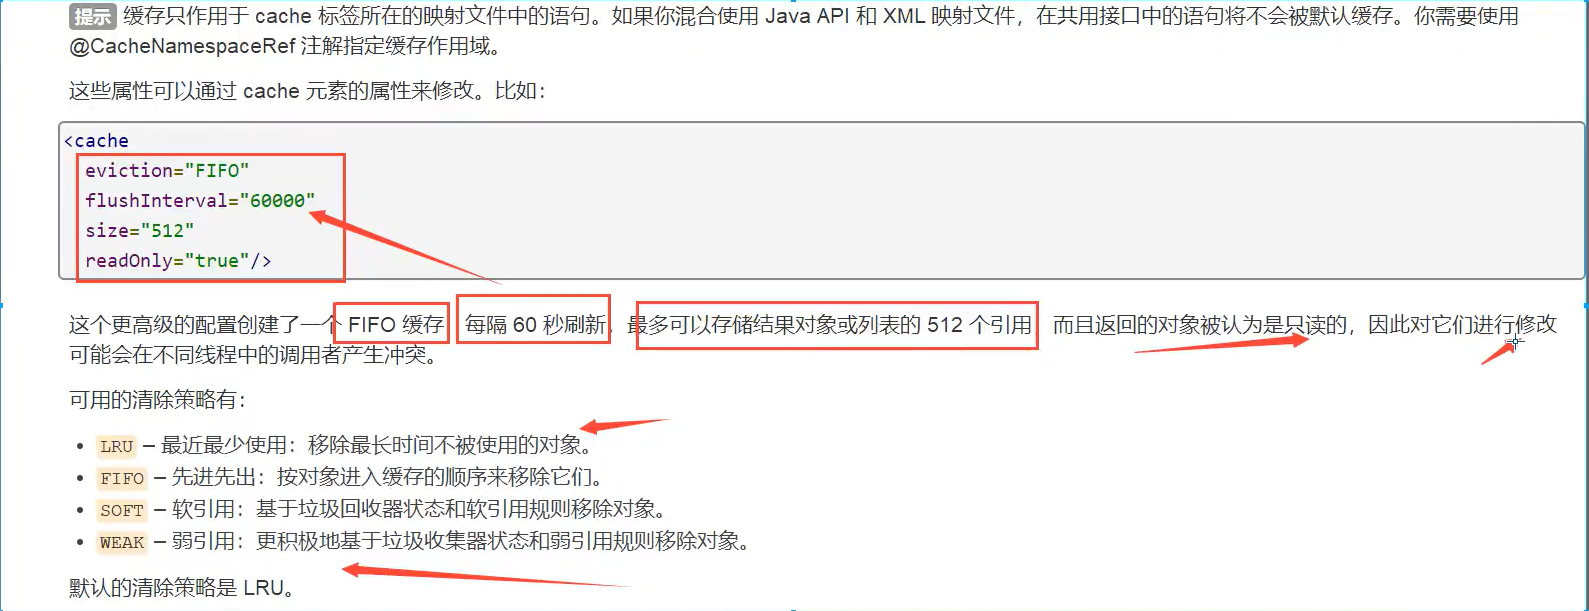 提示 缓存只作用于 cache 标签所在的映射文件中的语句。如果你混合使用 Java API 和 XML 映射文件，在共用接口中的语句将不会被默认缓存。你需要使用
@CacheNamespaceRef 注解指定缓存作用域。
这些属性可以通过 cache 元素的属性来修改。比如：
<cache
eviction="FIFO"
flushInterval="60000"
size="512"
readOnly="true"/>
这个更高级的配置创建了一个 FIFO 缓存，每隔 60 秒刷新，最多可以存储结果对象或列表的 512 个引用，而且返回的对象被认为是只读的，因此对它们进行修改
可能会在不同线程中的调用者产生冲突。
可用的清除策略有：
• LRU – 最近最少使用：移除最长时间不被使用的对象。
• FIFO – 先进先出：按对象进入缓存的顺序来移除它们。
• SOFT – 软引用：基于垃圾回收器状态和软引用规则移除对象。
• WEAK – 弱引用：更积极地基于垃圾收集器状态和弱引用规则移除对象。
默认的清除策略是 LRU。